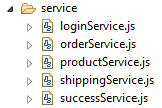 service
loginService.js
orderService.js
productService.js
shippingService.js
successService.js